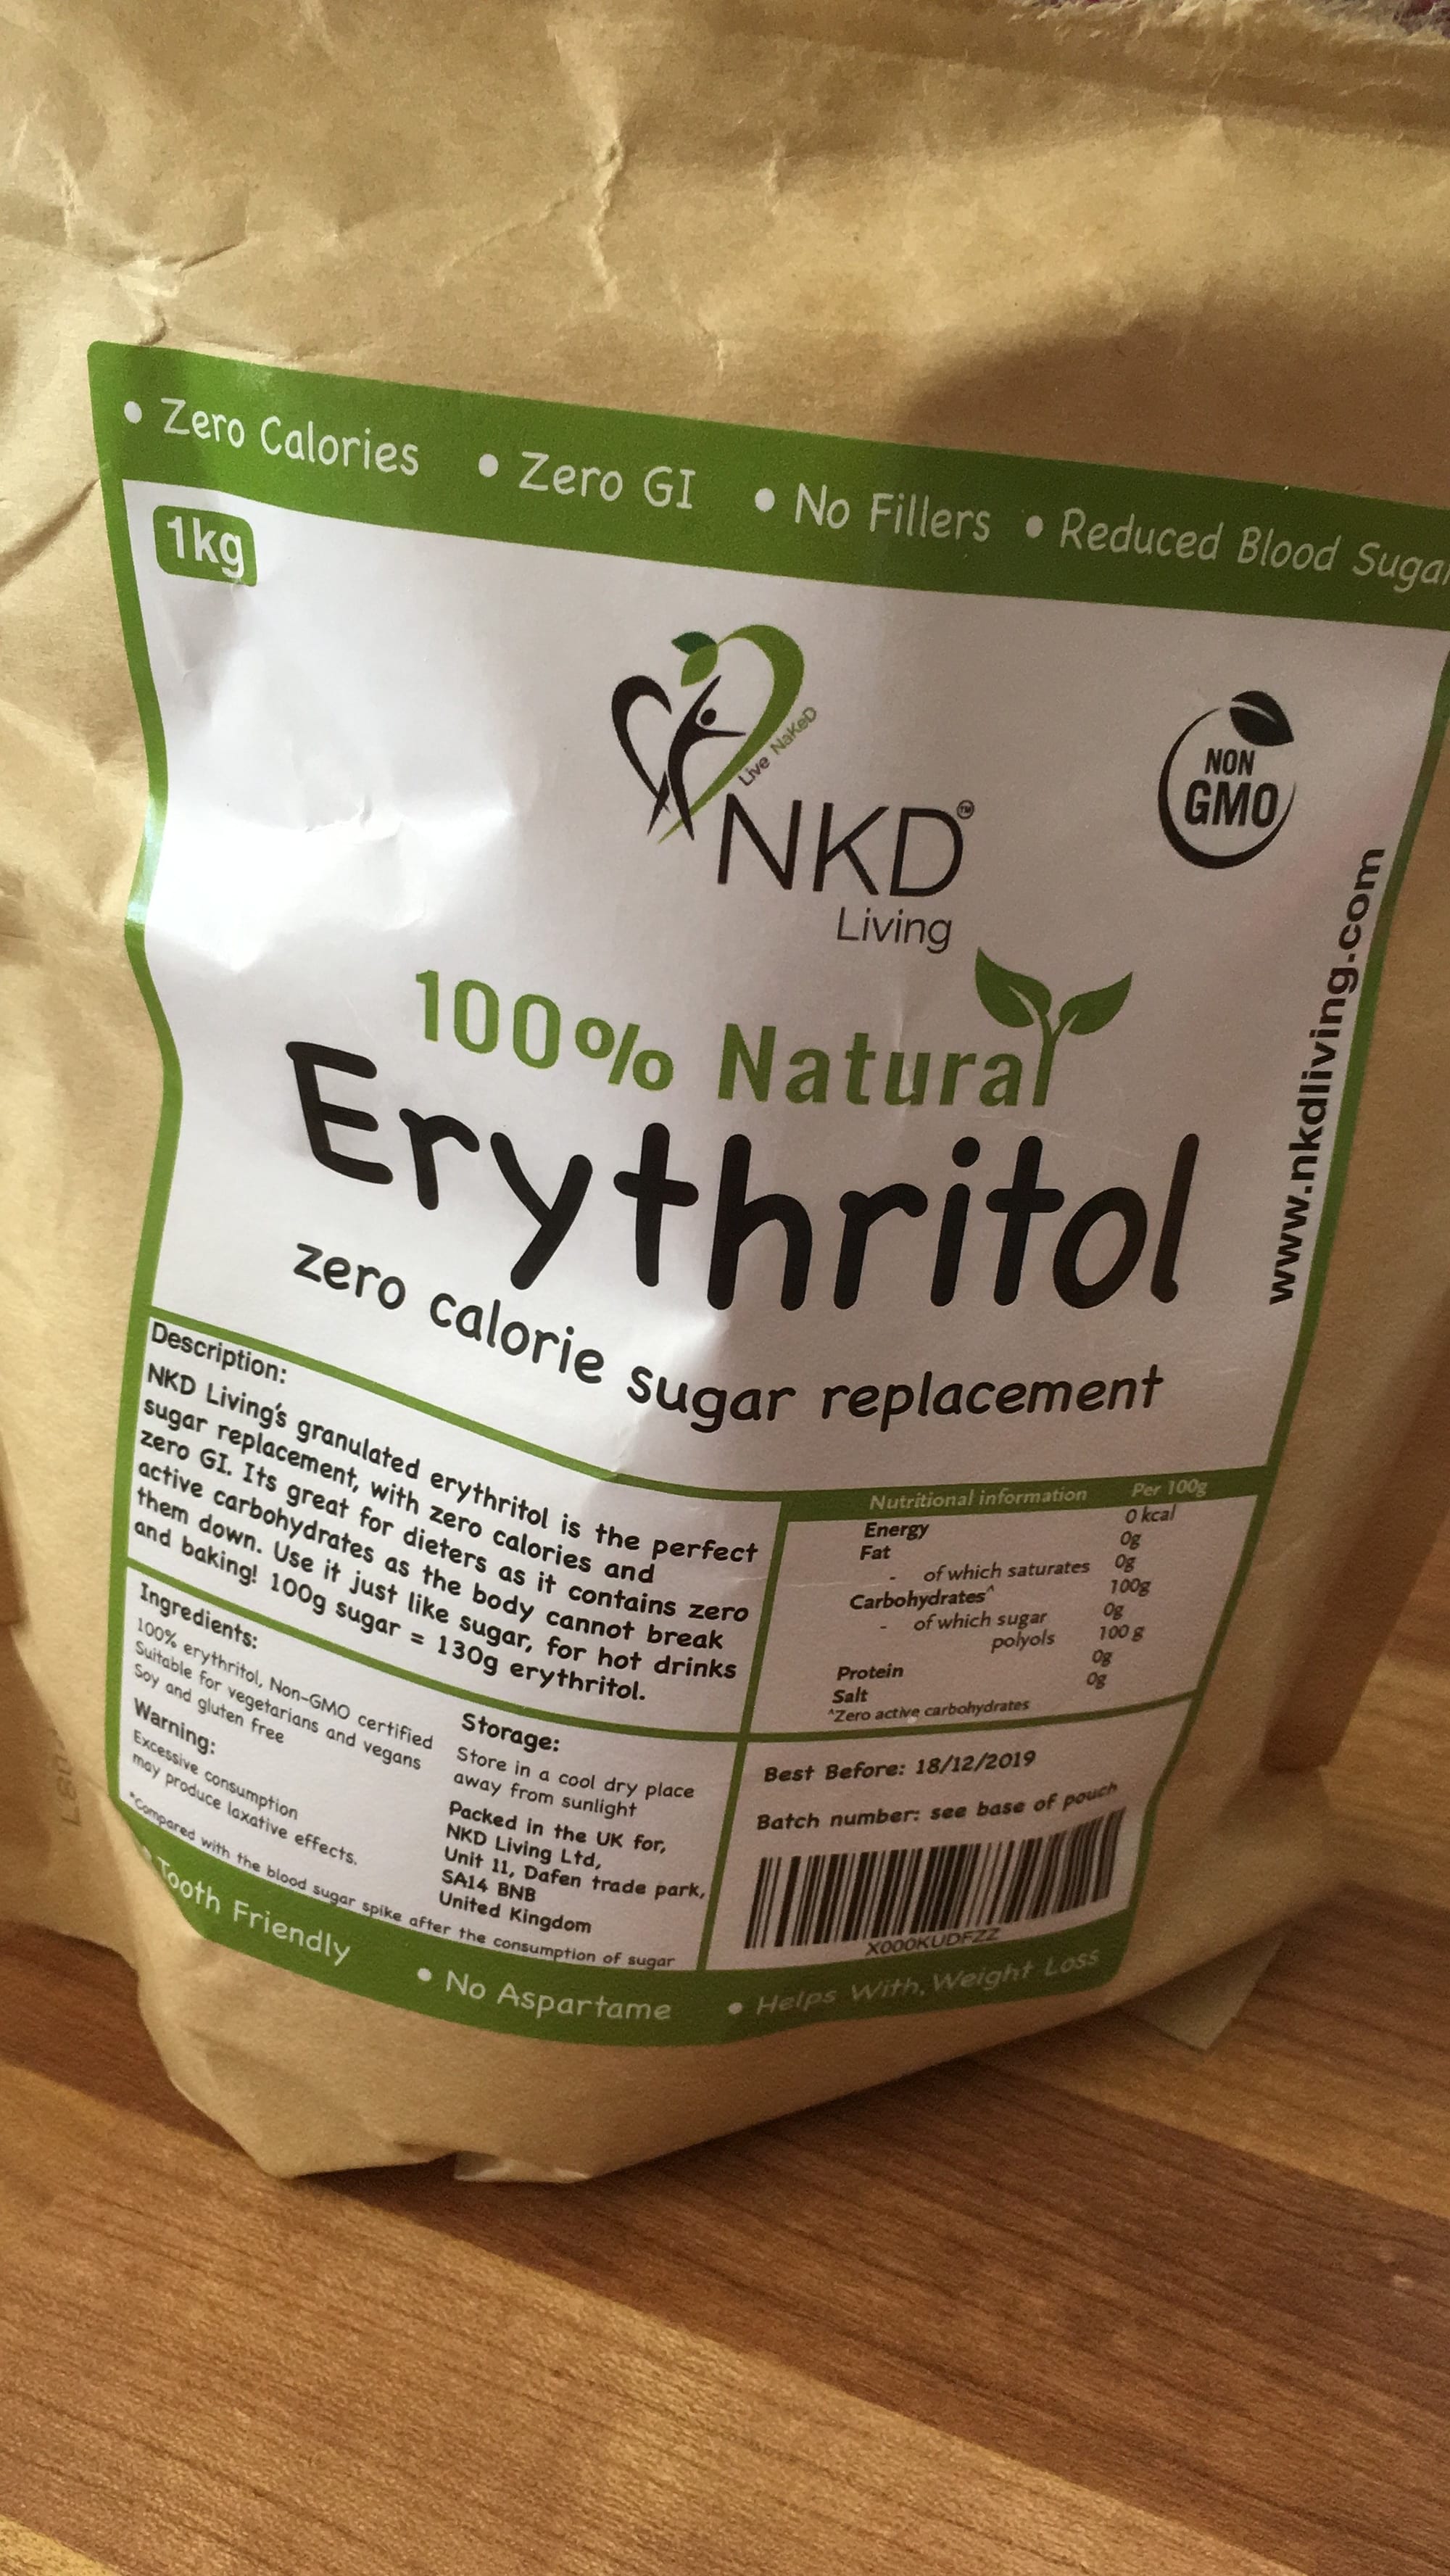 • Zero Calories • Zero GI • No Fillers • Reduced Blood Sugar
1kg
Live NaKeD
NKD™
Living
NON
GMO
www.nkdliving.com
100% Natural
Erythritol
zero calorie sugar replacement
Description:
NKD Living's granulated erythritol is the perfect
sugar replacement, with zero calories and
zero GI. Its great for dieters as it contains zero
active carbohydrates as the body cannot break
them down. Use it just like sugar, for hot drinks
and baking! 100g sugar = 130g erythritol.
Nutritional information Per 100g
Energy 0 kcal
Fat 0g
- of which saturates 0g
Carbohydrates^ 100g
- of which sugar 0g
polyols 100 g
Protein 0g
Salt 0g
^Zero active carbohydrates
Ingredients:
100% erythritol, Non-GMO certified
Suitable for vegetarians and vegans
Soy and gluten free
Warning:
Excessive consumption
may produce laxative effects.
Storage:
Store in a cool dry place
away from sunlight
Packed in the UK for,
NKD Living Ltd,
Unit 11, Dafen trade park,
SA14 8NB
United Kingdom
*Compared with the blood sugar spike after the consumption of sugar
Best Before: 18/12/2019
Batch number: see base of pouch
X000KUDFZZ
• Tooth Friendly • No Aspartame • Helps With Weight Loss